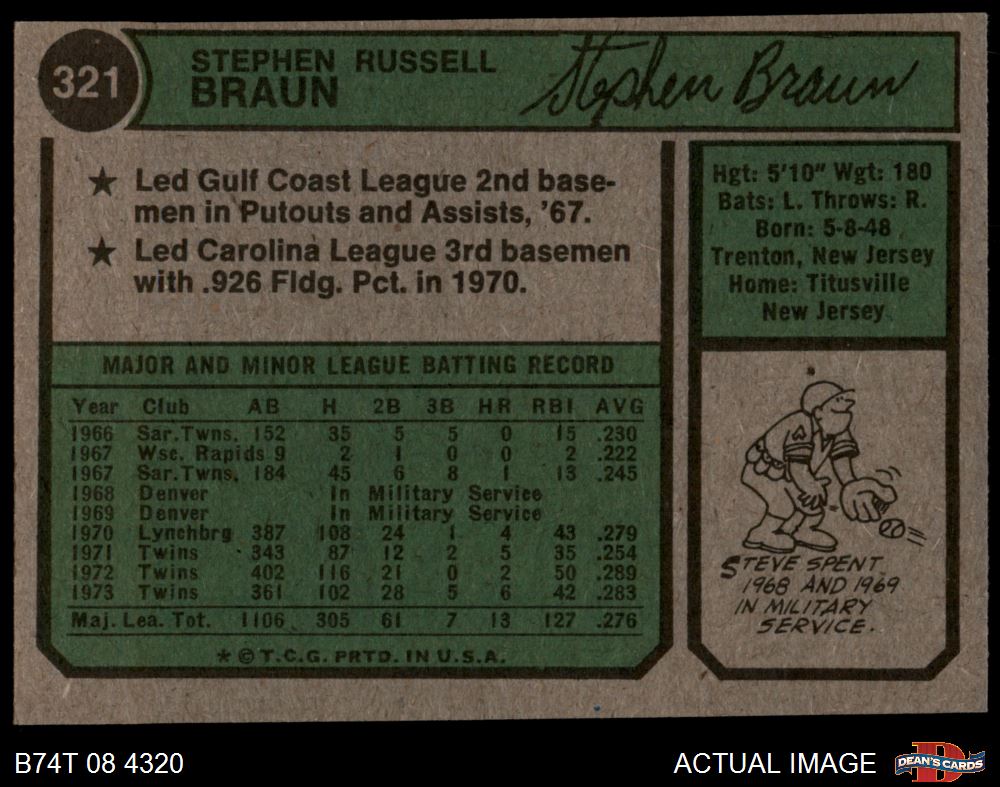 321
STEPHEN RUSSELL
BRAUN
Stephen Braun
★ Led Gulf Coast League 2nd base-
men in Putouts and Assists, '67.
★ Led Carolina League 3rd basemen
with .926 Fldg. Pct. in 1970.
Hgt: 5'10" Wgt: 180
Bats: L. Throws: R.
Born: 5-8-48
Trenton, New Jersey
Home: Titusville
New Jersey
MAJOR AND MINOR LEAGUE BATTING RECORD
Year Club AB H 2B 3B HR RBI AVG
1966 Sar. Twns. 152 35 5 5 0 15 .230
1967 Wsc. Rapids 9 2 1 0 0 2 .222
1967 Sar. Twns. 184 45 6 8 1 13 .245
1968 Denver In Military Service
1969 Denver In Military Service
1970 Lynchbrg 387 108 24 1 4 43 .279
1971 Twins 343 87 12 2 5 35 .254
1972 Twins 402 116 21 0 2 50 .289
1973 Twins 361 102 28 5 6 42 .283
Maj. Lea. Tot. 1106 305 61 7 13 127 .276
* © T.C.G. PRTD. IN U.S.A.
STEVE SPENT
1968 AND 1969
IN MILITARY
SERVICE.
B74T 08 4320
ACTUAL IMAGE
DEAN'S CARDS